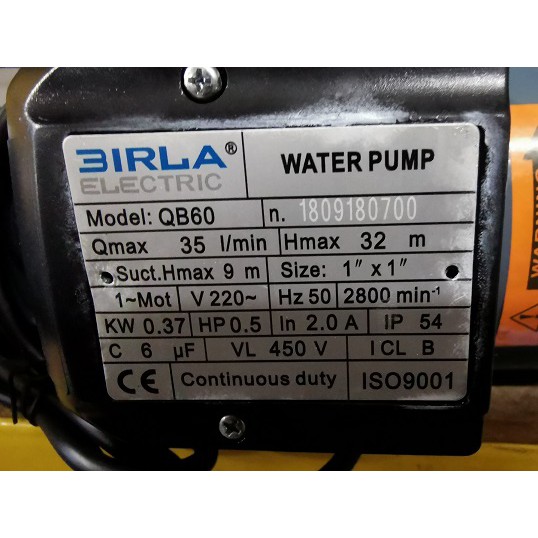 BIRLA® ELECTRIC WATER PUMP
Model: QB60 n. 1809180700
Qmax 35 l/min Hmax 32 m
Suct.Hmax 9 m Size: 1" x 1"
1~Mot V 220~ Hz 50 2800 min⁻¹
KW 0.37 HP 0.5 In 2.0 A IP 54
C 6 µF VL 450 V I CL B
CE Continuous duty ISO9001
WARNING